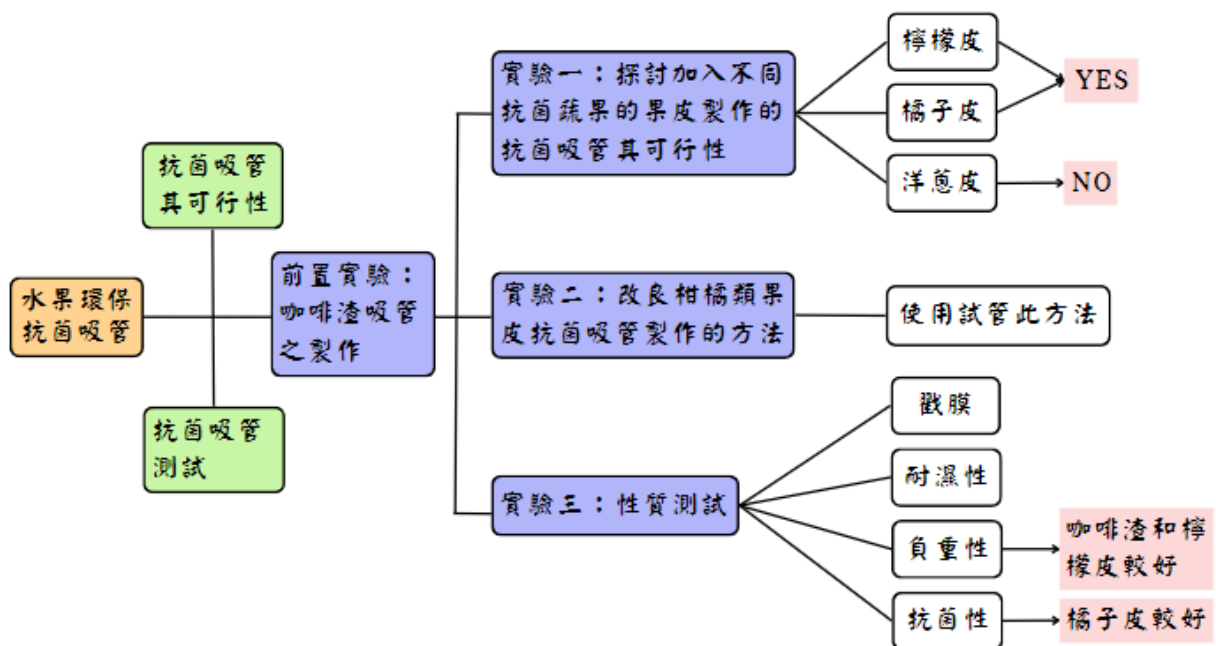 水果環保
抗菌吸管
抗菌吸管
其可行性
抗菌吸管
測試
前置實驗：
咖啡渣吸管
之製作
實驗一：探討加入不同
抗菌蔬果的果皮製作的
抗菌吸管其可行性
檸檬皮
橘子皮
YES
洋蔥皮
NO
實驗二：改良柑橘類果
皮抗菌吸管製作的方法
使用試管此方法
實驗三：性質測試
戳膜
耐濕性
負重性
咖啡渣和檸
檬皮較好
抗菌性
橘子皮較好